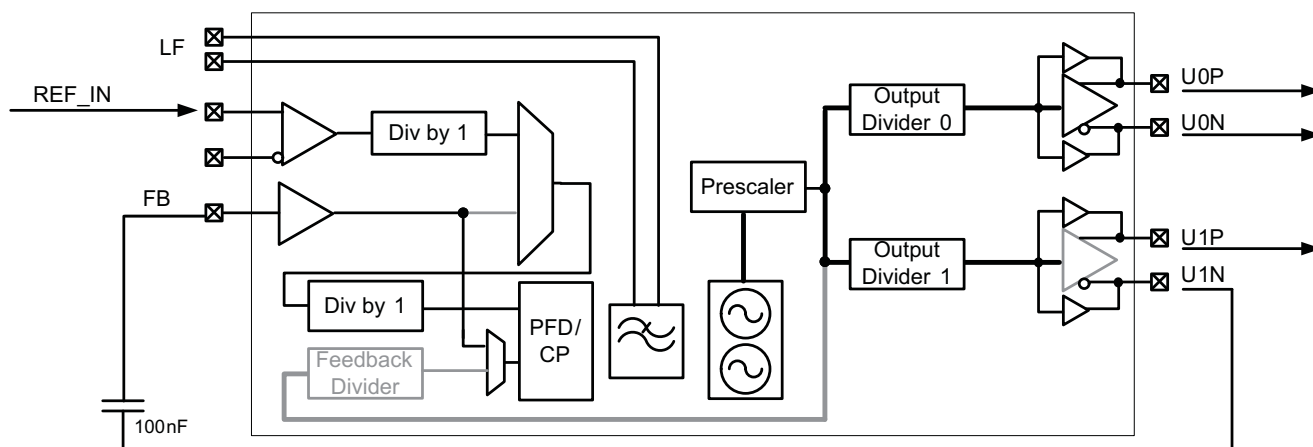 LF
REF_IN
Div by 1
FB
Div by 1
Feedback
Divider
PFD/
CP
100nF
Prescaler
Output
Divider 0
Output
Divider 1
U0P
U0N
U1P
U1N